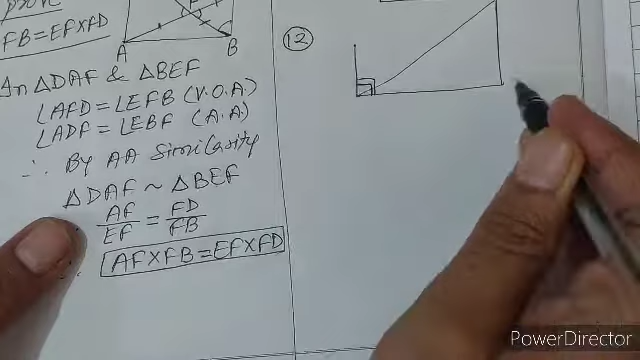 prove
FB=EF×FD
F
A B
In ΔDAF & ΔBEF
∠AFD=∠EFB (V.O.A)
∠ADF=∠EBF (A.A)
∴ By AA Similarity
ΔDAF ~ ΔBEF
AF/EF = FD/FB
AF×FB=EF×FD
12
PowerDirector